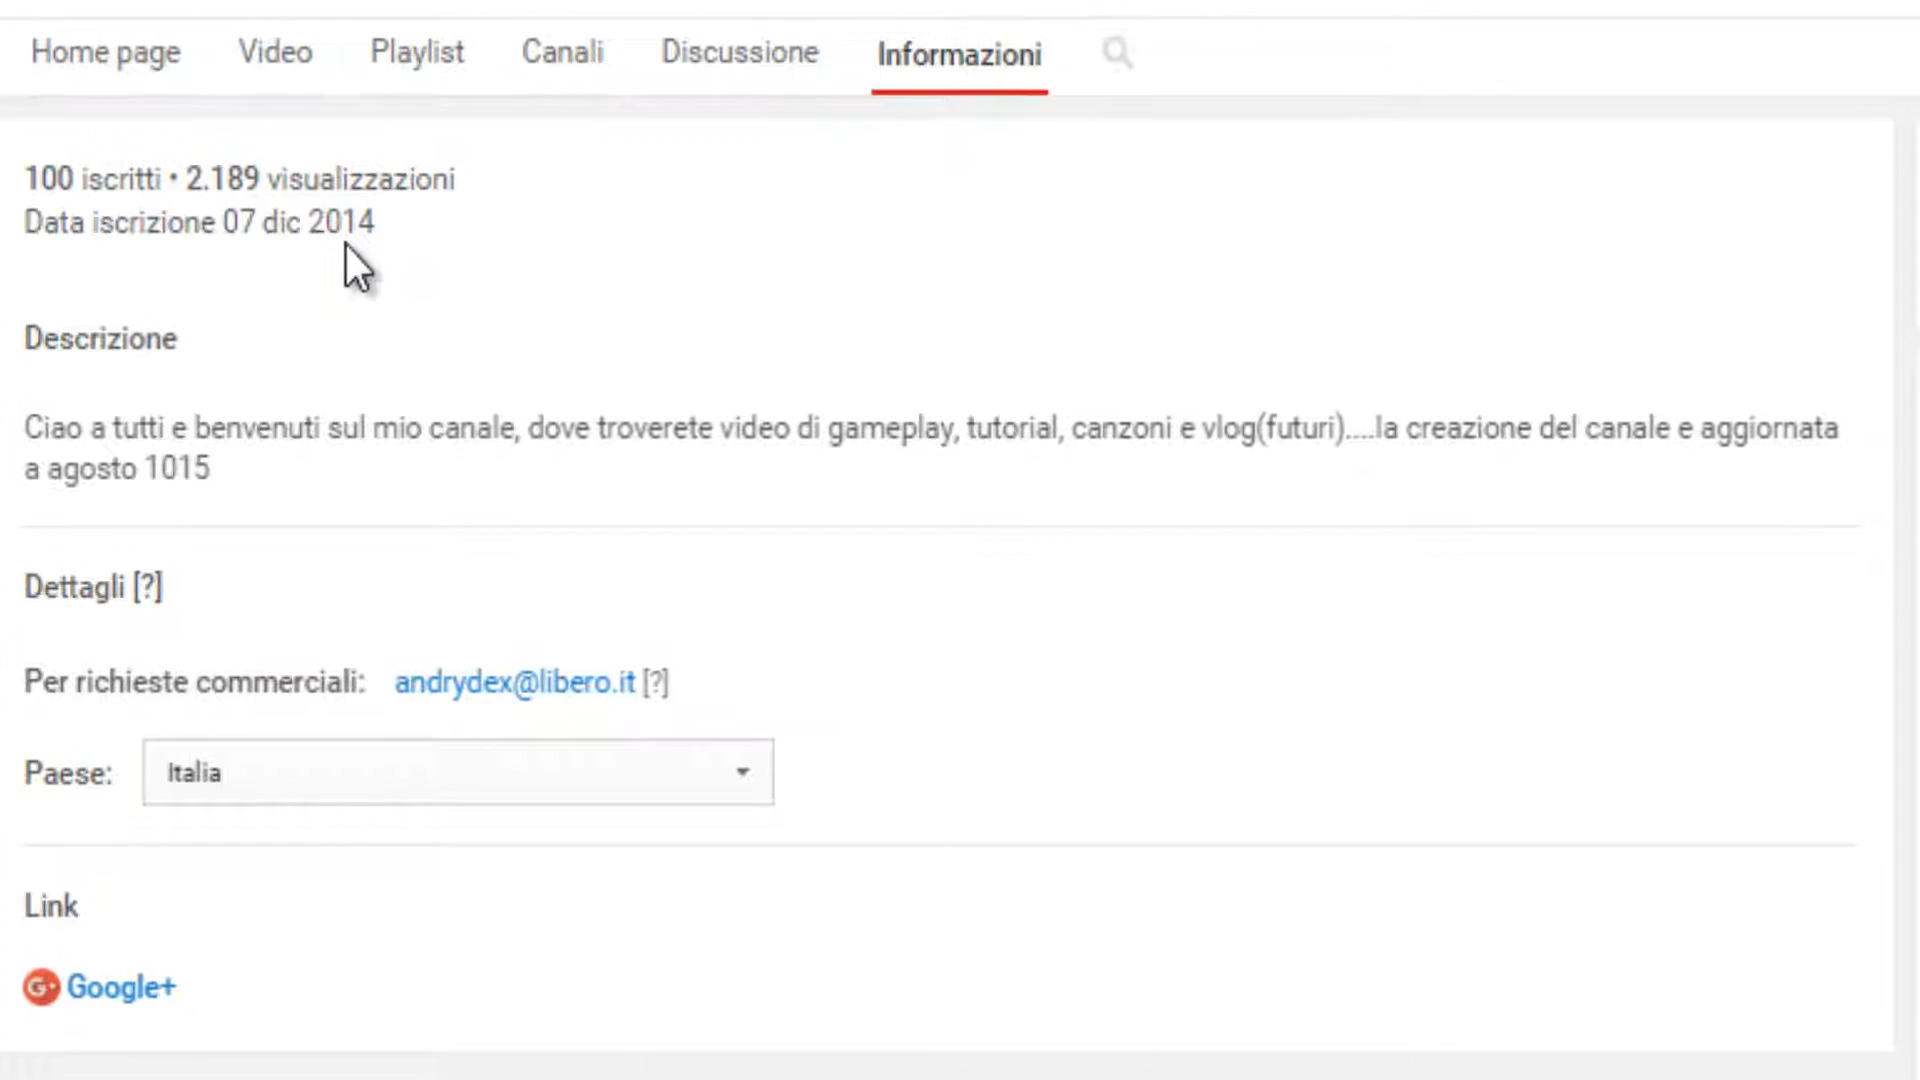 Home page Video Playlist Canali Discussione Informazioni
100 iscritti • 2.189 visualizzazioni
Data iscrizione 07 dic 2014
Descrizione
Ciao a tutti e benvenuti sul mio canale, dove troverete video di gameplay, tutorial, canzoni e vlog(futuri)....la creazione del canale e aggiornata
a agosto 1015
Dettagli [?]
Per richieste commerciali: andrydex@libero.it [?]
Paese: Italia
Link
G+ Google+